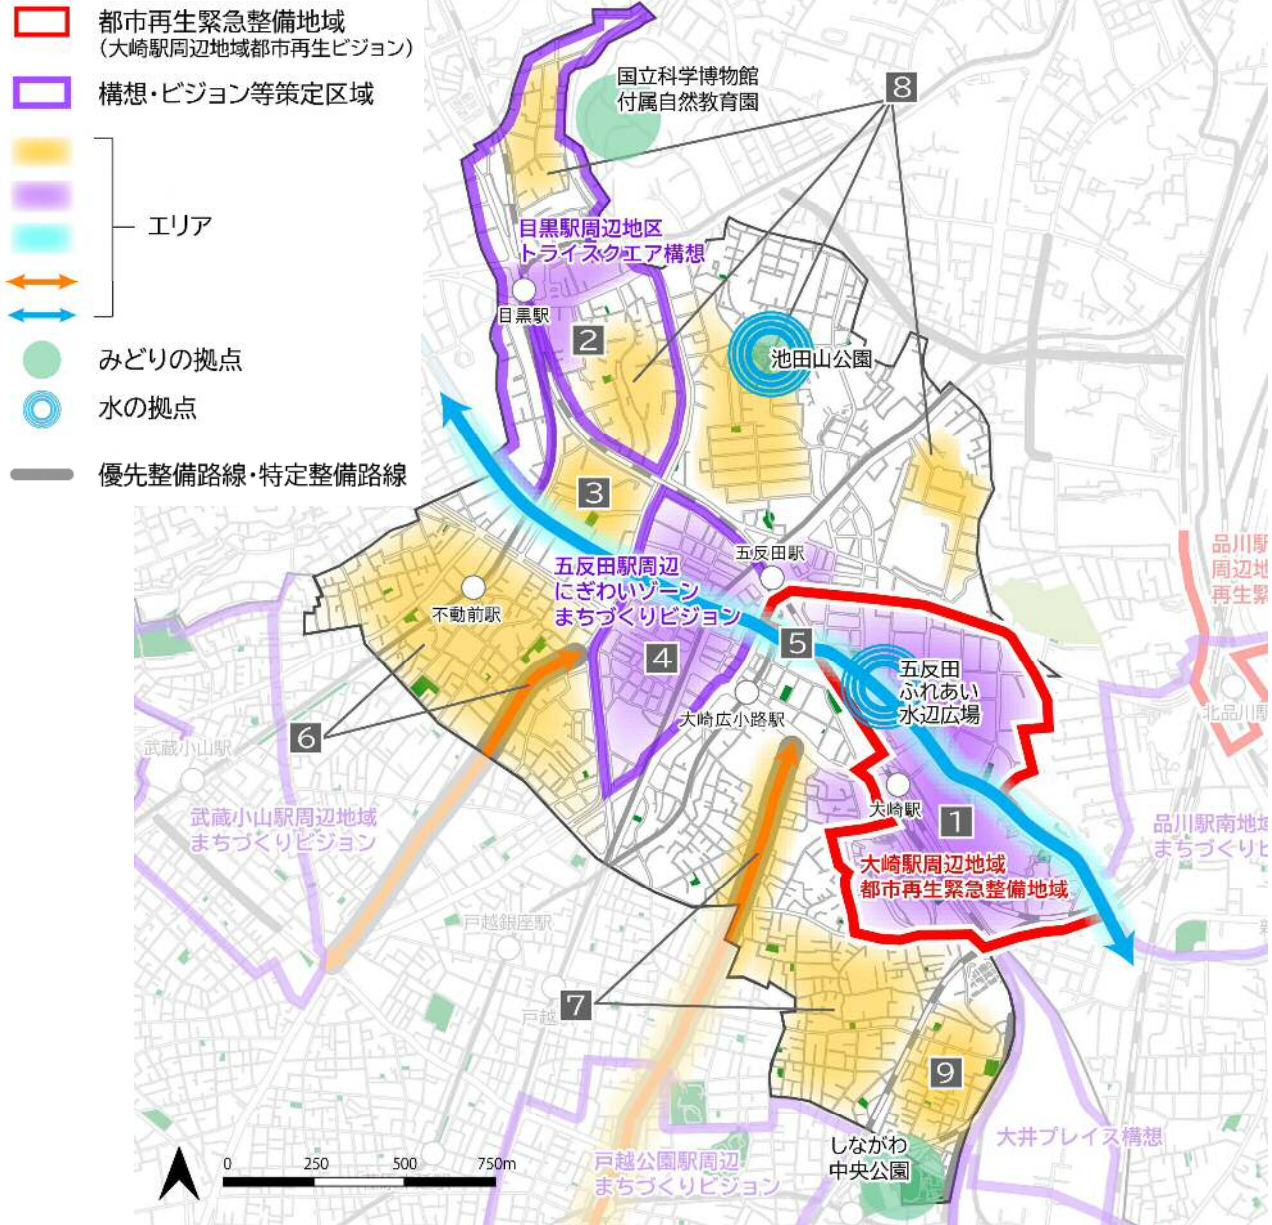 都市再生緊急整備地域
(大崎駅周辺地域都市再生ビジョン)
構想・ビジョン等策定区域
エリア
みどりの拠点
水の拠点
優先整備路線・特定整備路線
国立科学博物館
付属自然教育園
8
目黒駅周辺地区
トライスクエア構想
目黒駅
2
池田山公園
3
五反田駅
五反田駅周辺
にぎわいゾーン
まちづくりビジョン
不動前駅
4
5
五反田
ふれあい
水辺広場
大崎広小路駅
6
武蔵小山駅
武蔵小山駅周辺地域
まちづくりビジョン
大崎駅
1
大崎駅周辺地域
都市再生緊急整備地域
品川駅
周辺地
再生緊
北品川駅
品川駅南地域
まちづくりビ
戸越銀座駅
新
戸越
7
9
しながわ
中央公園
大井プレイス構想
戸越公園駅周辺
まちづくりビジョン
0 250 500 750m